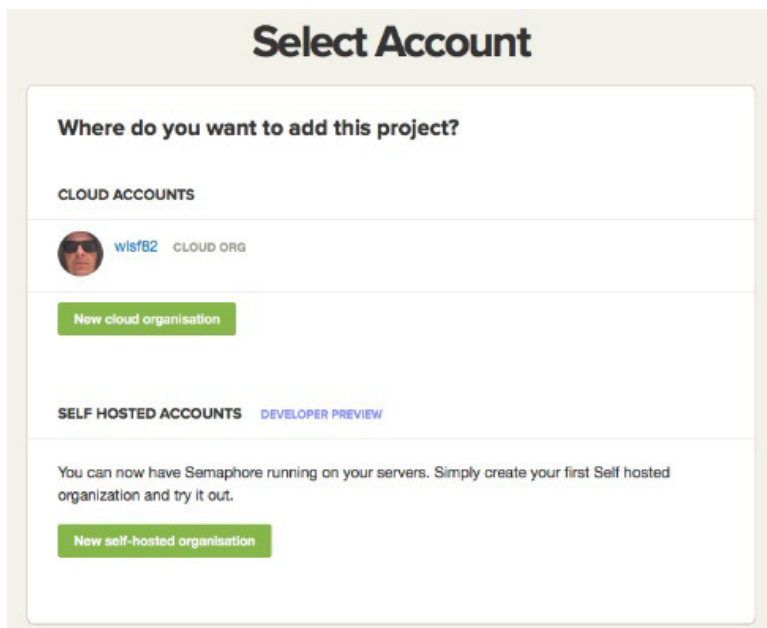 Select Account
Where do you want to add this project?
CLOUD ACCOUNTS
wlsf82 CLOUD ORG
New cloud organisation
SELF HOSTED ACCOUNTS DEVELOPER PREVIEW
You can now have Semaphore running on your servers. Simply create your first Self hosted
organization and try it out.
New self-hosted organisation